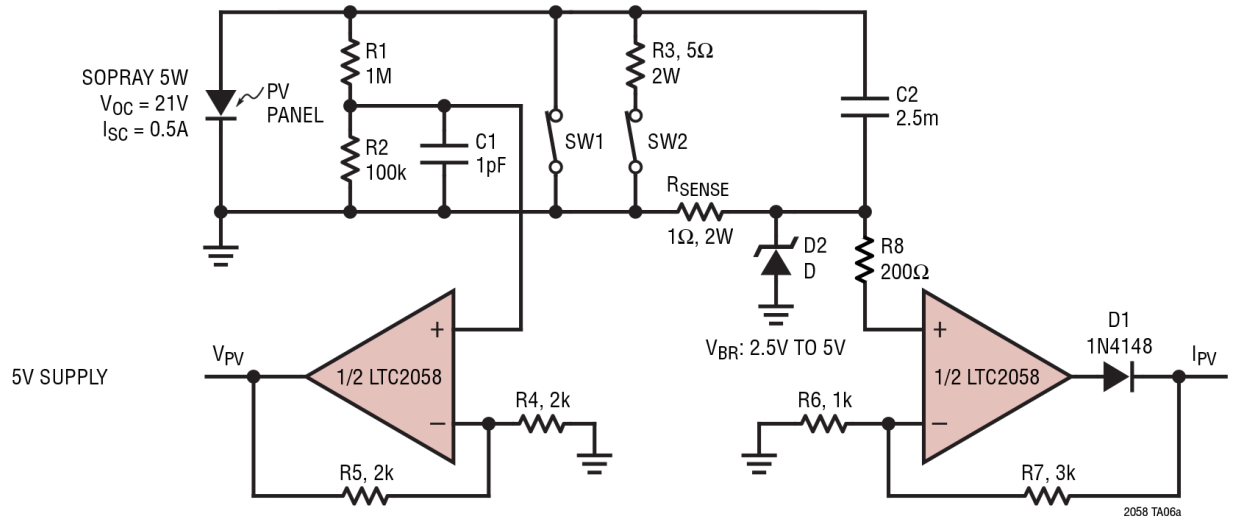 SOPRAY 5W
VOC = 21V
ISC = 0.5A
PV
PANEL
R1
1M
R2
100k
C1
1pF
SW1
R3, 5Ω
2W
SW2
C2
2.5m
RSENSE
1Ω, 2W
D2
D
R8
200Ω
VBR: 2.5V TO 5V
5V SUPPLY
VPV
+
1/2 LTC2058
−
R4, 2k
R5, 2k
+
1/2 LTC2058
−
D1
1N4148
IPV
R6, 1k
R7, 3k
2058 TA06a